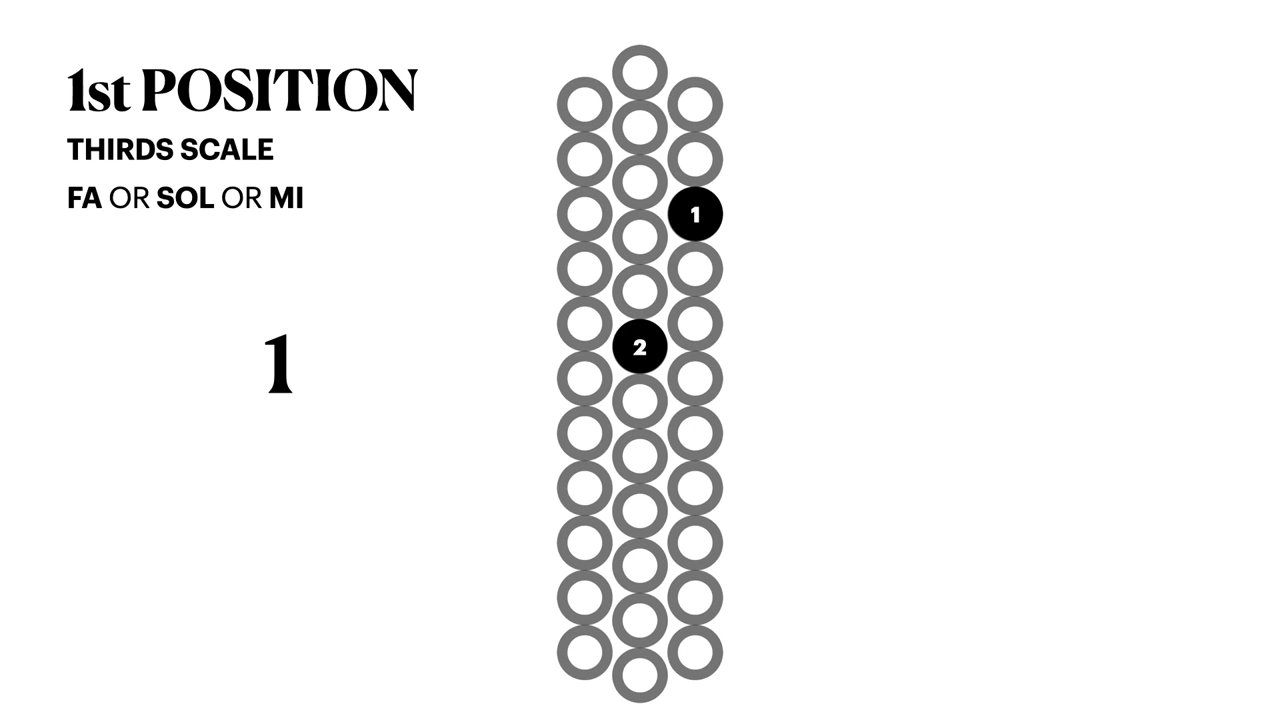 1st POSITION
THIRDS SCALE
FA OR SOL OR MI
1
1
2